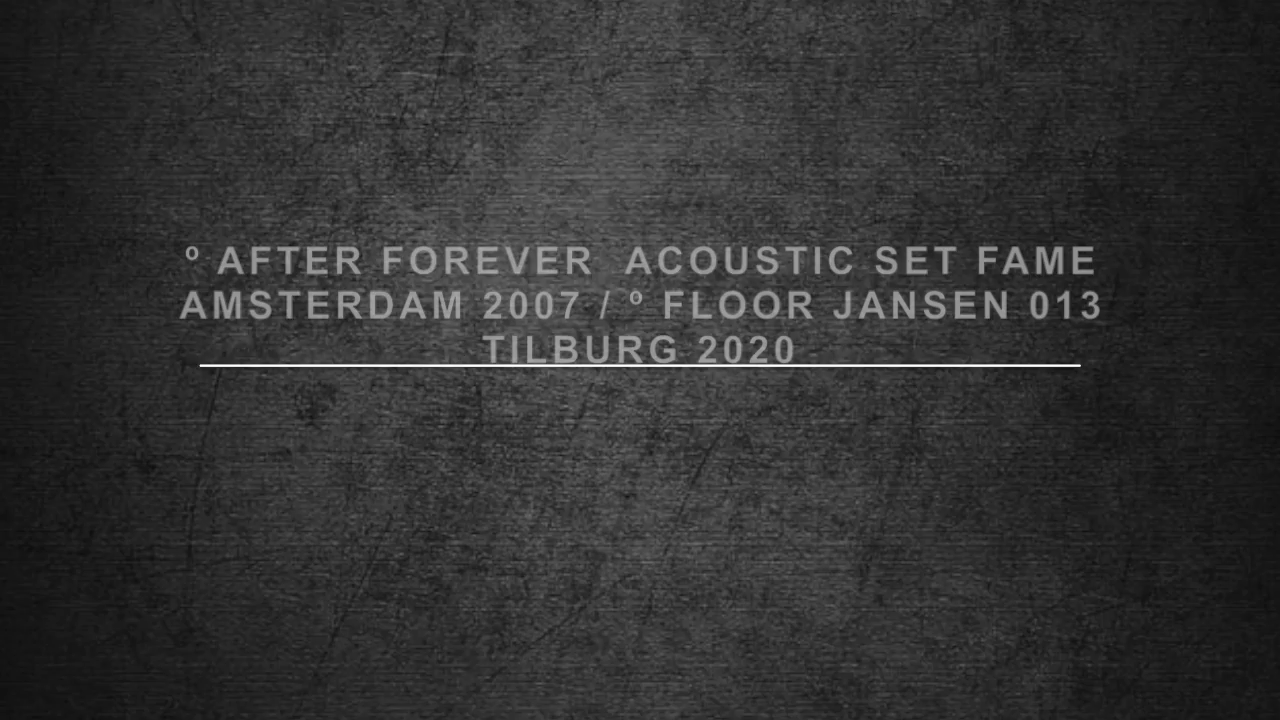 º AFTER FOREVER  ACOUSTIC SET FAME
AMSTERDAM 2007 / º FLOOR JANSEN 013
TILBURG 2020